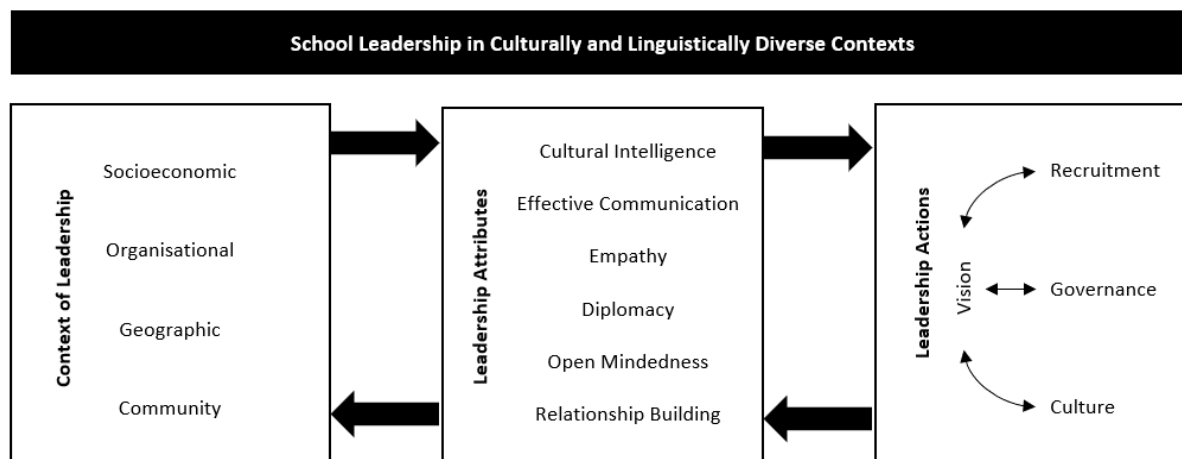 School Leadership in Culturally and Linguistically Diverse Contexts
Context of Leadership
Socioeconomic
Organisational
Geographic
Community
Leadership Attributes
Cultural Intelligence
Effective Communication
Empathy
Diplomacy
Open Mindedness
Relationship Building
Leadership Actions
Vision
Recruitment
Governance
Culture